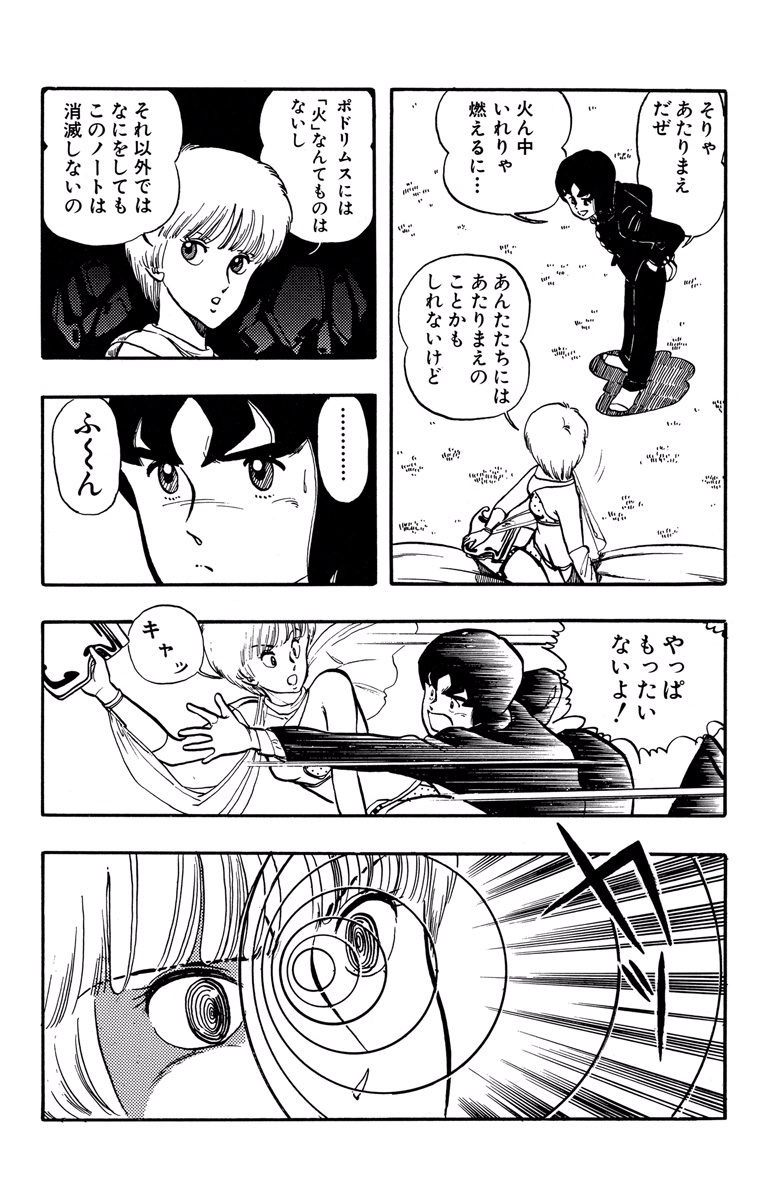 そりゃ
あたりまえ
だぜ
火ん中
いれりゃ
燃えるに…
あんたたちには
あたりまえの
ことかも
しれないけど
ポドリムスには
「火」なんてものは
ないし
それ以外では
なにをしても
このノートは
消滅しないの
…………
ふ〜ん
やっぱ
もったい
ないよ！
キャッ